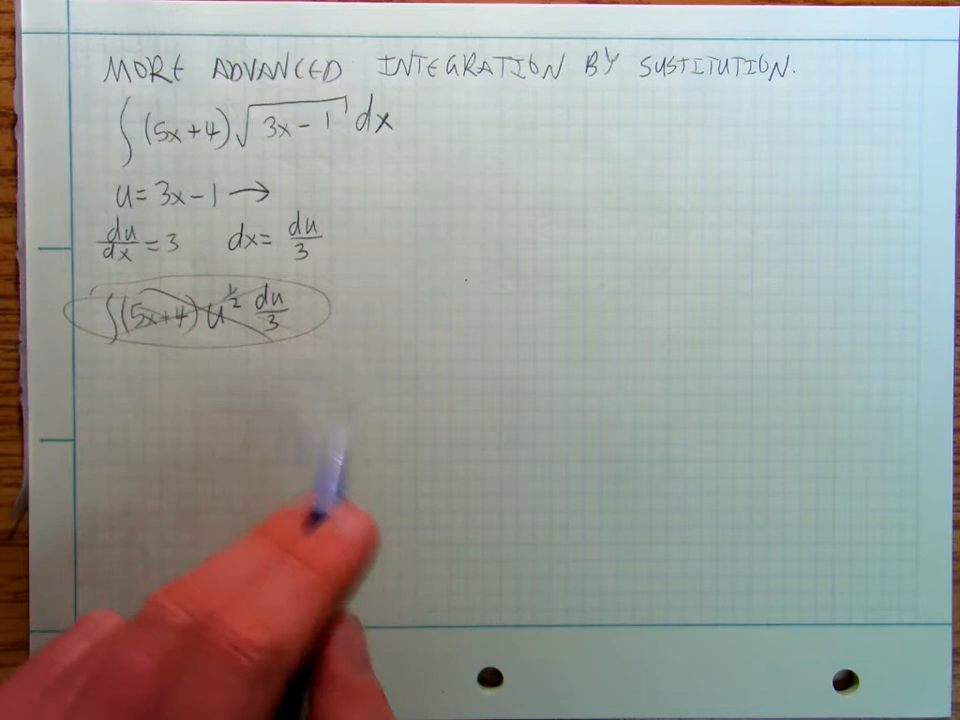 MORE ADVANCED INTEGRATION BY SUSTITUTION.
∫(5x+4)√(3x-1) dx
u=3x-1 →
du/dx = 3 dx= du/3
∫(5x+4) u^1/2 du/3